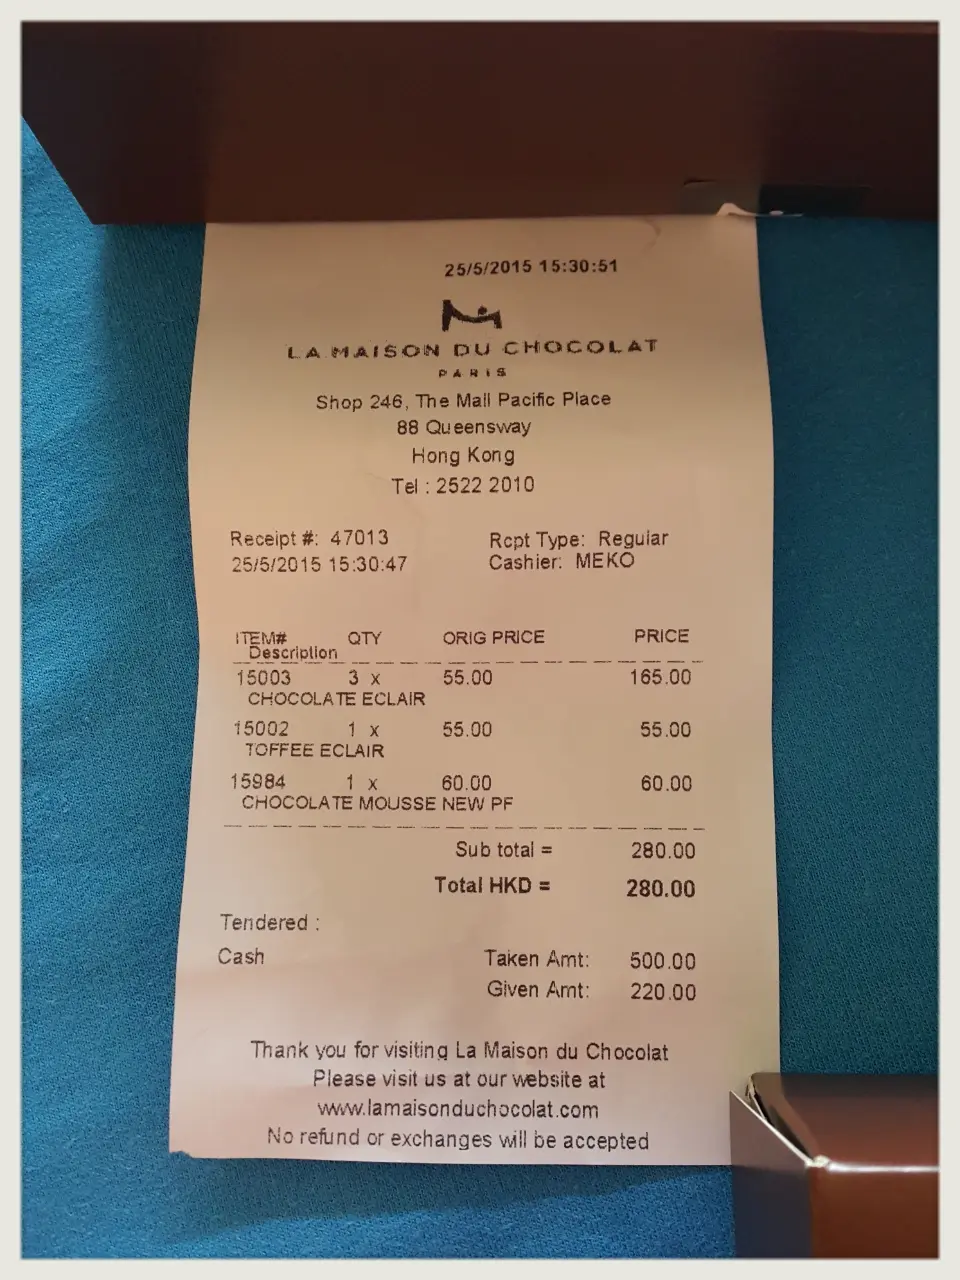 25/5/2015 15:30:51
LA MAISON DU CHOCOLAT
PARIS
Shop 246, The Mall Pacific Place
88 Queensway
Hong Kong
Tel : 2522 2010
Receipt #: 47013 Rcpt Type: Regular
25/5/2015 15:30:47 Cashier: MEKO
ITEM# QTY ORIG PRICE PRICE
Description
15003 3 x 55.00 165.00
CHOCOLATE ECLAIR
15002 1 x 55.00 55.00
TOFFEE ECLAIR
15984 1 x 60.00 60.00
CHOCOLATE MOUSSE NEW PF
Sub total = 280.00
Total HKD = 280.00
Tendered :
Cash Taken Amt: 500.00
Given Amt: 220.00
Thank you for visiting La Maison du Chocolat
Please visit us at our website at
www.lamaisonduchocolat.com
No refund or exchanges will be accepted